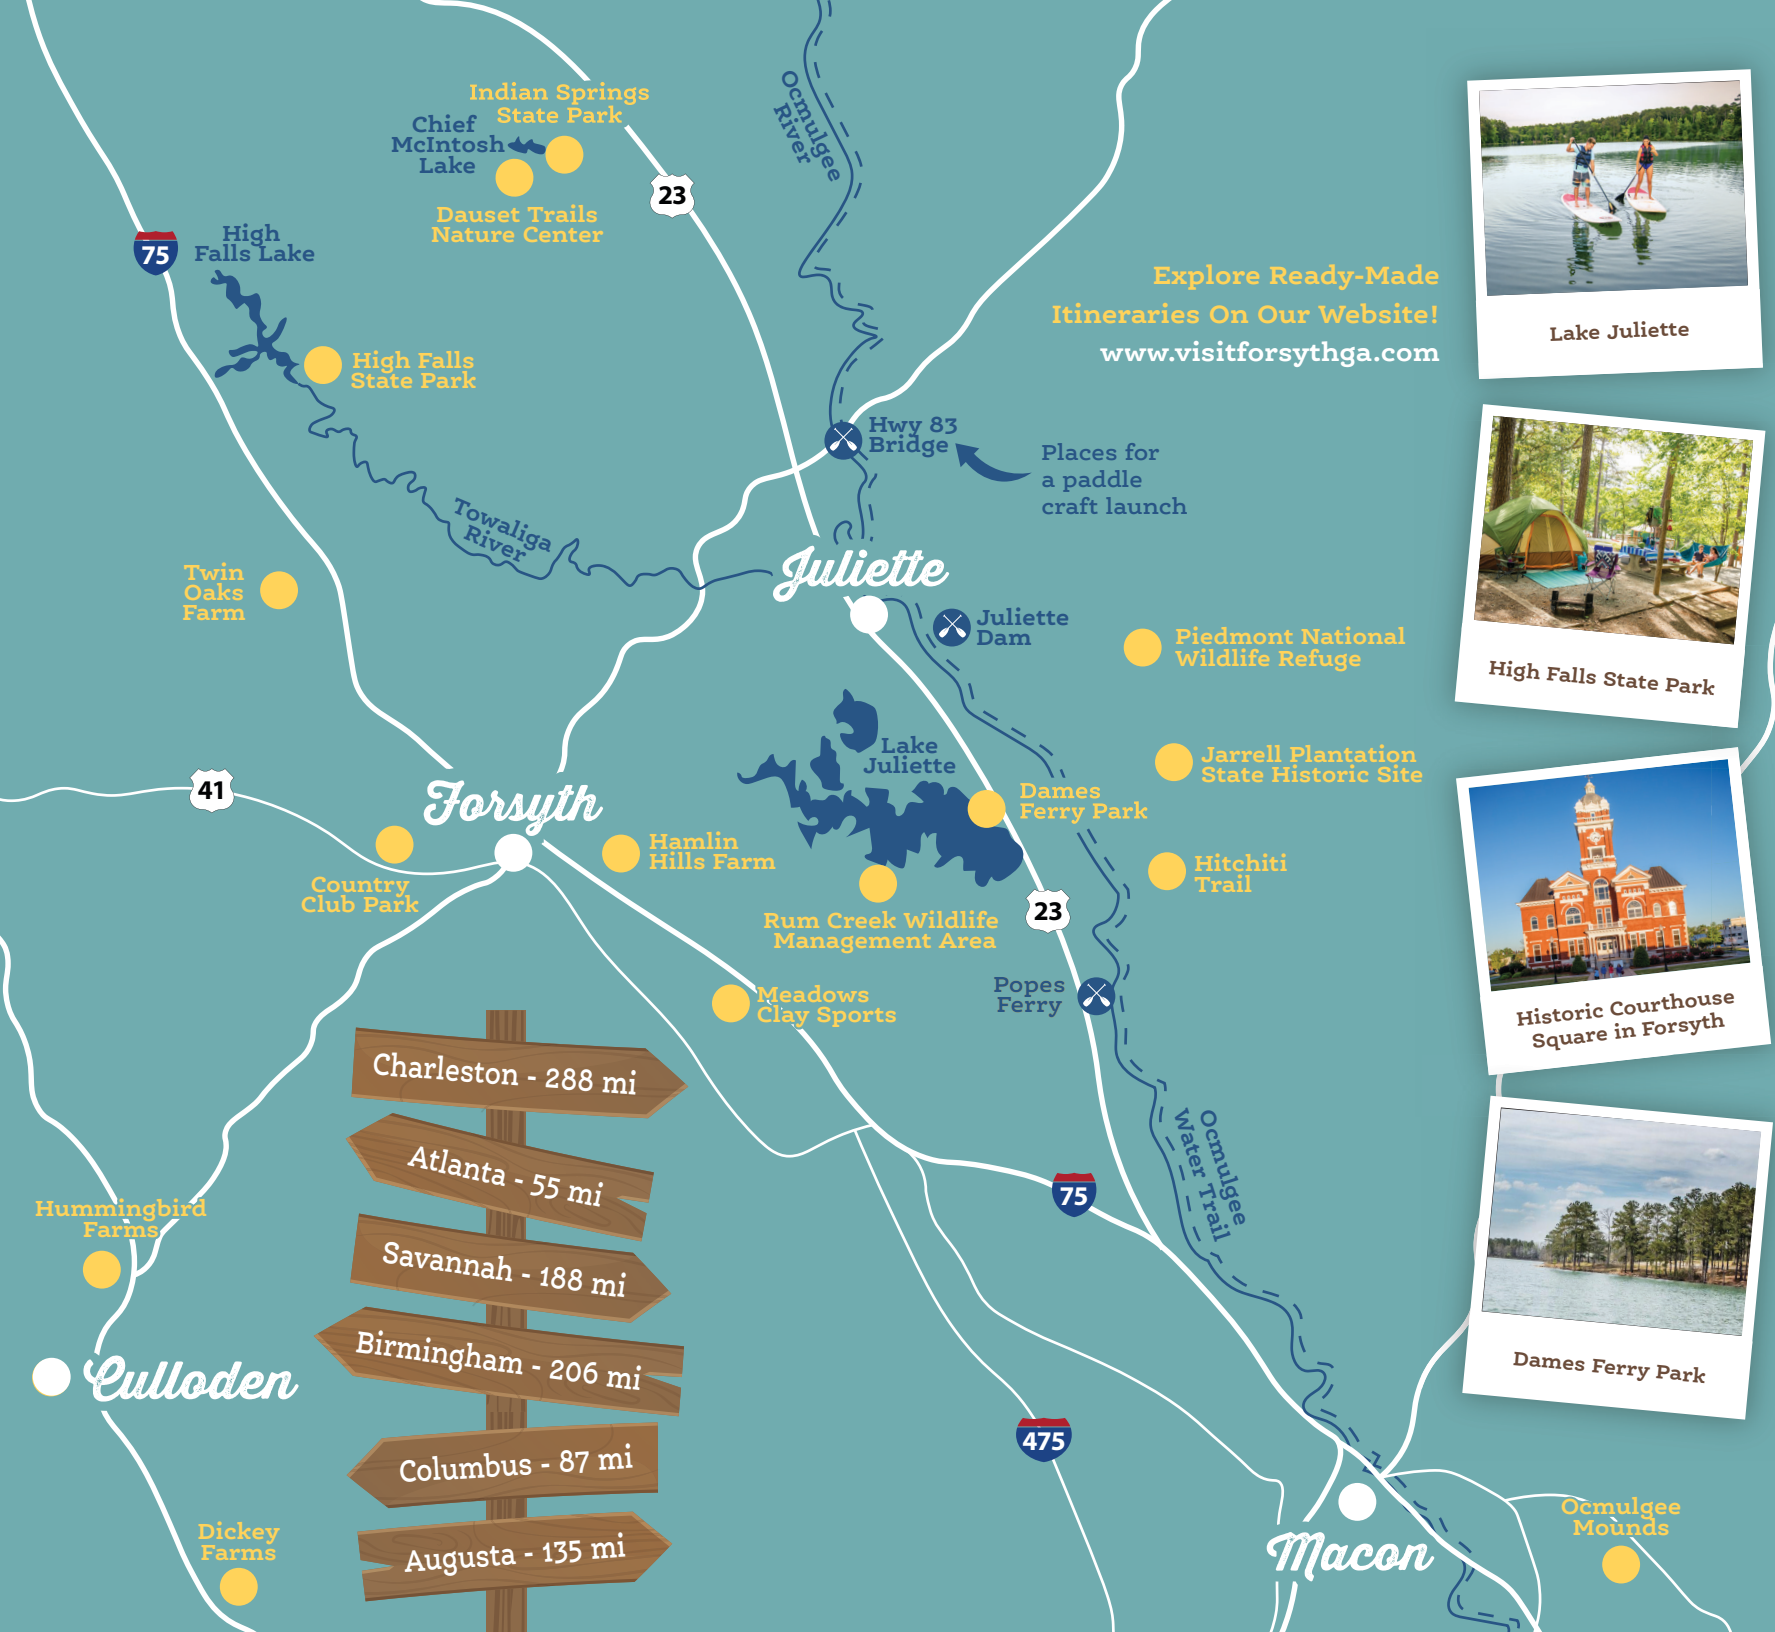 Indian Springs
State Park
Chief
McIntosh
Lake
Dauset Trails
Nature Center
23
Ocmulgee
River
75
High
Falls Lake
High Falls
State Park
Explore Ready-Made
Itineraries On Our Website!
www.visitforsythga.com
Lake Juliette
Hwy 83
Bridge
Places for
a paddle
craft launch
Towaliga
River
Twin
Oaks
Farm
Juliette
Juliette
Dam
Piedmont National
Wildlife Refuge
High Falls State Park
Lake
Juliette
Jarrell Plantation
State Historic Site
41
Forsyth
Dames
Ferry Park
Hamlin
Hills Farm
Country
Club Park
Hitchiti
Trail
Rum Creek Wildlife
Management Area
23
Popes
Ferry
Meadows
Clay Sports
Historic Courthouse
Square in Forsyth
Charleston - 288 mi
Atlanta - 55 mi
Savannah - 188 mi
Birmingham - 206 mi
Columbus - 87 mi
Augusta - 135 mi
Ocmulgee
Water Trail
75
Hummingbird
Farms
Culloden
Dames Ferry Park
475
Dickey
Farms
Macon
Ocmulgee
Mounds